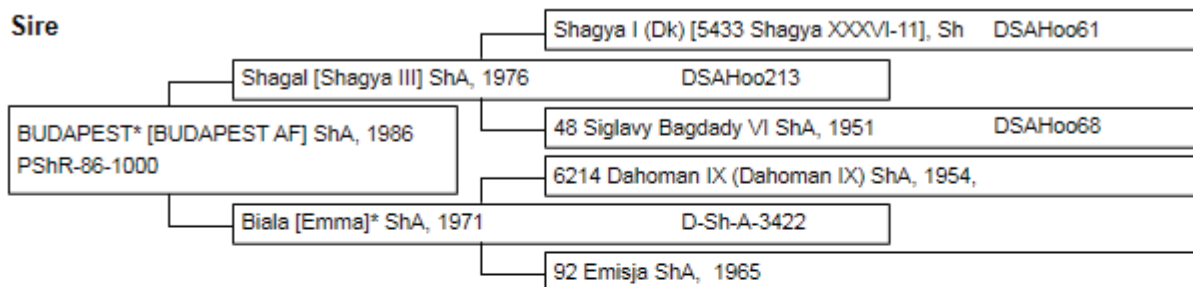 Sire
Shagya I (Dk) [5433 Shagya XXXVI-11], Sh DSAHoo61
Shagal [Shagya III] ShA, 1976 DSAHoo213
BUDAPEST* [BUDAPEST AF] ShA, 1986
PShR-86-1000
48 Siglavy Bagdady VI ShA, 1951 DSAHoo68
6214 Dahoman IX (Dahoman IX) ShA, 1954,
Biala [Emma]* ShA, 1971 D-Sh-A-3422
92 Emisja ShA, 1965